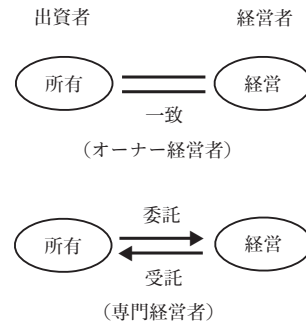 出資者 経営者
所有 経営
一致
（オーナー経営者）
委託
所有 経営
受託
（専門経営者）